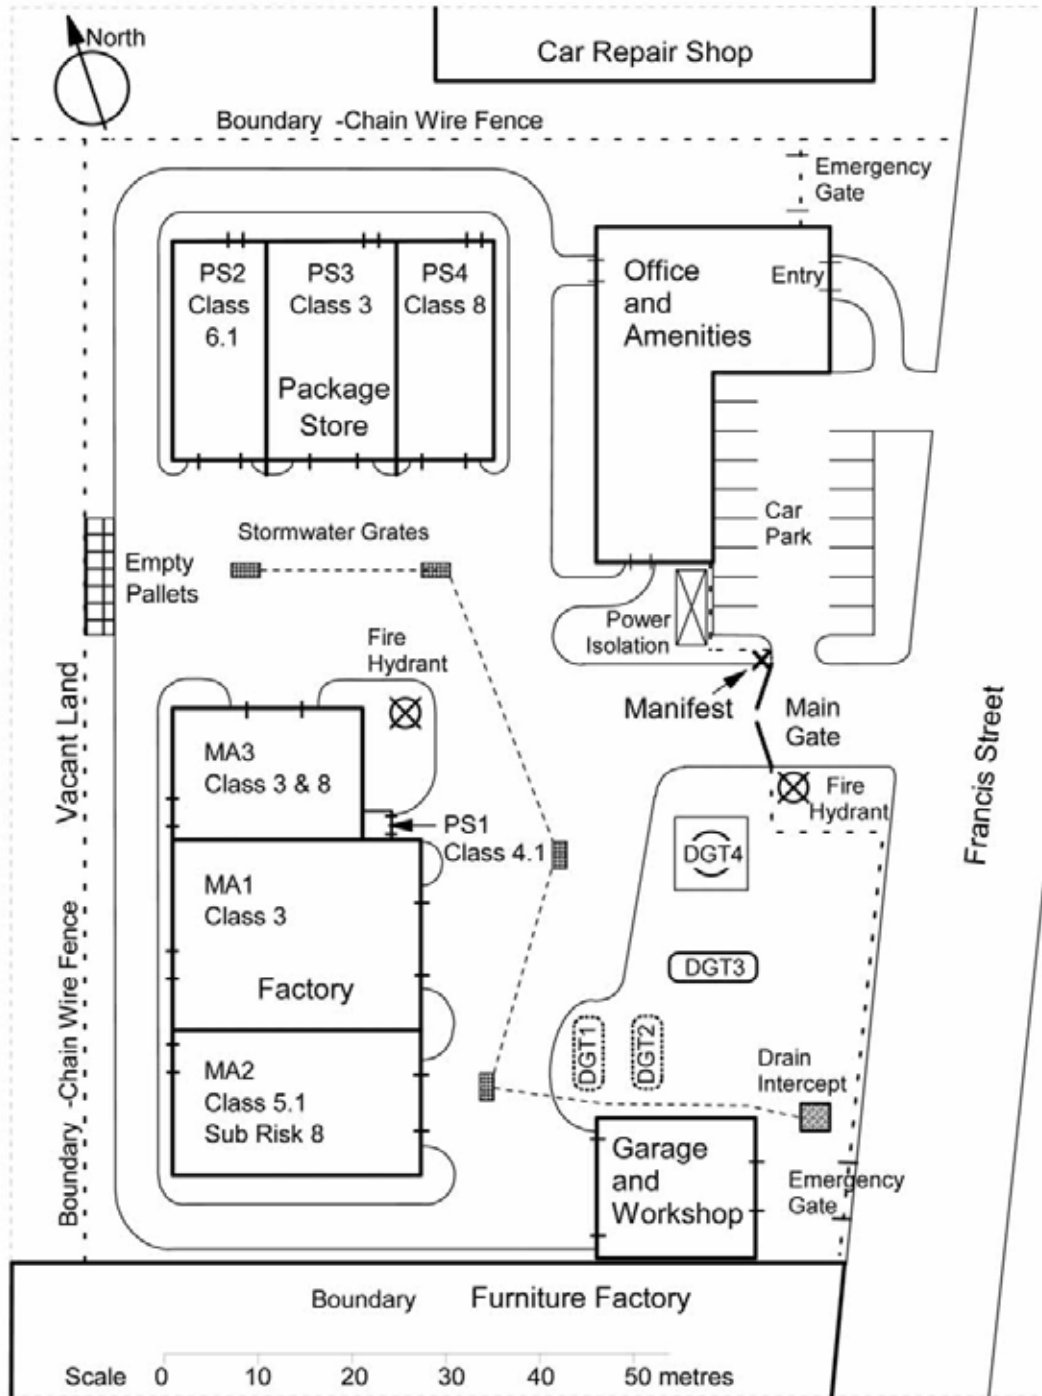 North
Car Repair Shop
Boundary -Chain Wire Fence
Emergency
Gate
PS2
Class
6.1
PS3
Class 3
PS4
Class 8
Package
Store
Office
and
Amenities
Entry
Stormwater Grates
Car
Park
Empty
Pallets
Fire
Hydrant
Power
Isolation
Manifest
Main
Gate
Vacant Land
Boundary -Chain Wire Fence
MA3
Class 3 & 8
PS1
Class 4.1
Fire
Hydrant
Francis Street
DGT4
MA1
Class 3
Factory
DGT3
DGT1
DGT2
MA2
Class 5.1
Sub Risk 8
Drain
Intercept
Garage
and
Workshop
Emergency
Gate
Boundary
Furniture Factory
Scale 0 10 20 30 40 50 metres